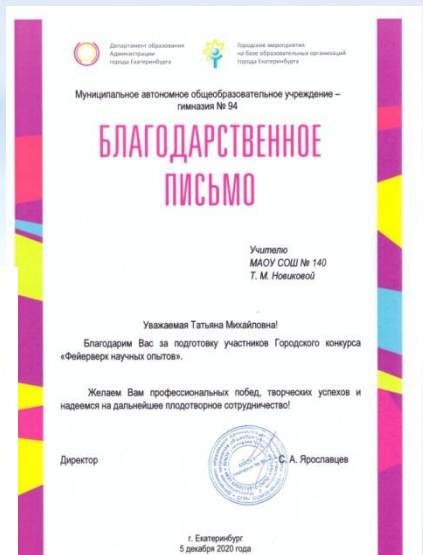 Департамент образования
Администрации
города Екатеринбурга
Городские мероприятия
на базе образовательных организаций
города Екатеринбурга
Муниципальное автономное общеобразовательное учреждение –
гимназия № 94
БЛАГОДАРСТВЕННОЕ
ПИСЬМО
Учителю
МАОУ СОШ № 140
Т. М. Новиковой
Уважаемая Татьяна Михайловна!
Благодарим Вас за подготовку участников Городского конкурса
«Фейерверк научных опытов».
Желаем Вам профессиональных побед, творческих успехов и
надеемся на дальнейшее плодотворное сотрудничество!
Директор
С. А. Ярославцев
г. Екатеринбург
5 декабря 2020 года